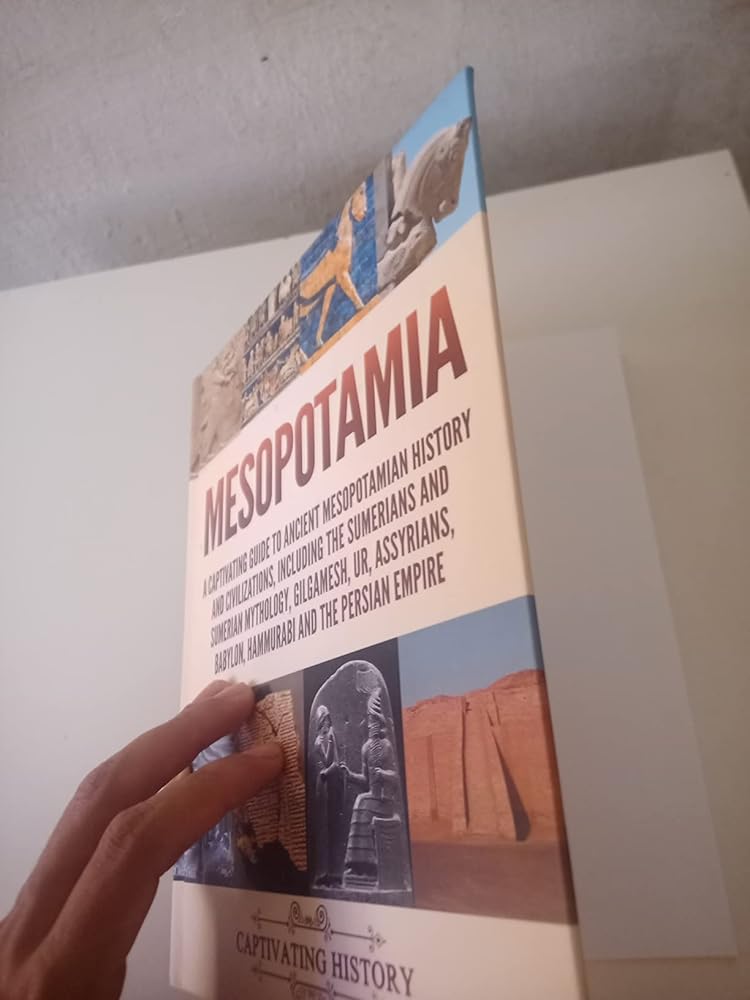 MESOPOTAMIA
A CAPTIVATING GUIDE TO ANCIENT MESOPOTAMIAN HISTORY
AND CIVILIZATIONS, INCLUDING THE SUMERIANS AND
SUMERIAN MYTHOLOGY, GILGAMESH, UR, ASSYRIANS,
BABYLON, HAMMURABI AND THE PERSIAN EMPIRE
CAPTIVATING HISTORY